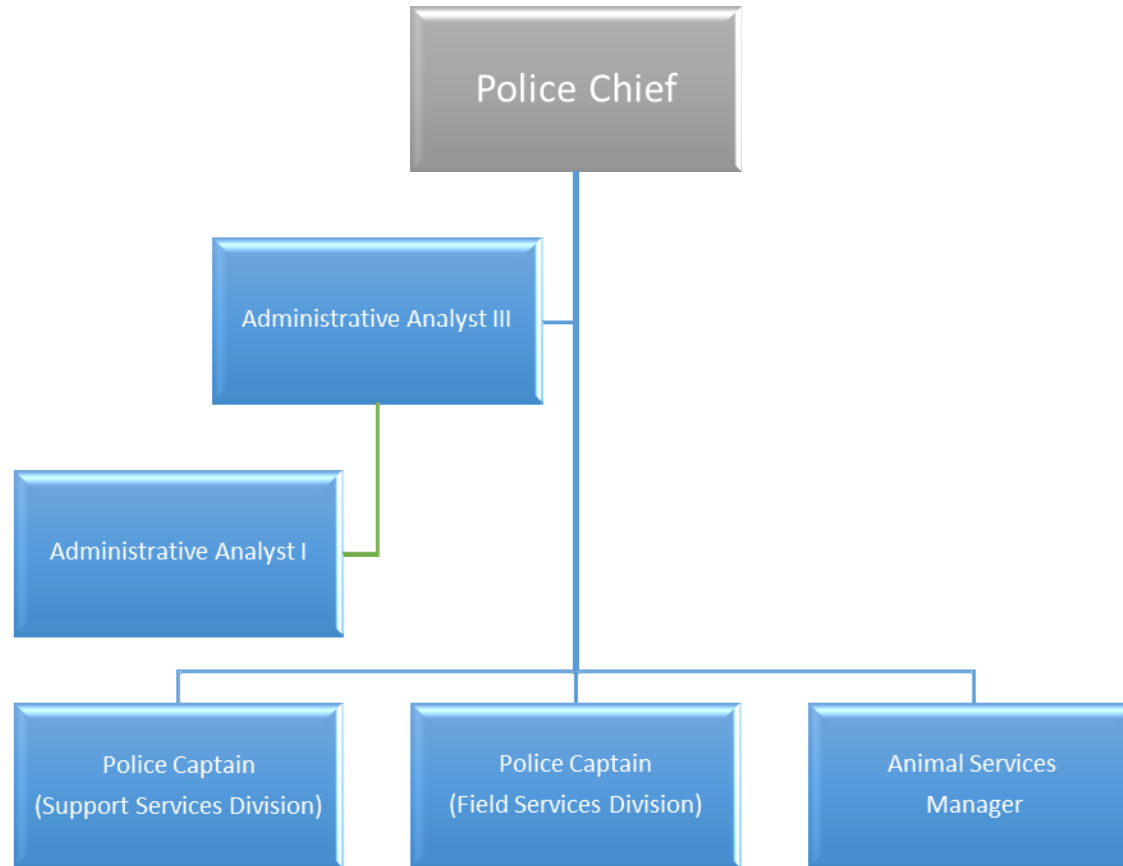 Police Chief
Administrative Analyst III
Administrative Analyst I
Police Captain
(Support Services Division)
Police Captain
(Field Services Division)
Animal Services
Manager